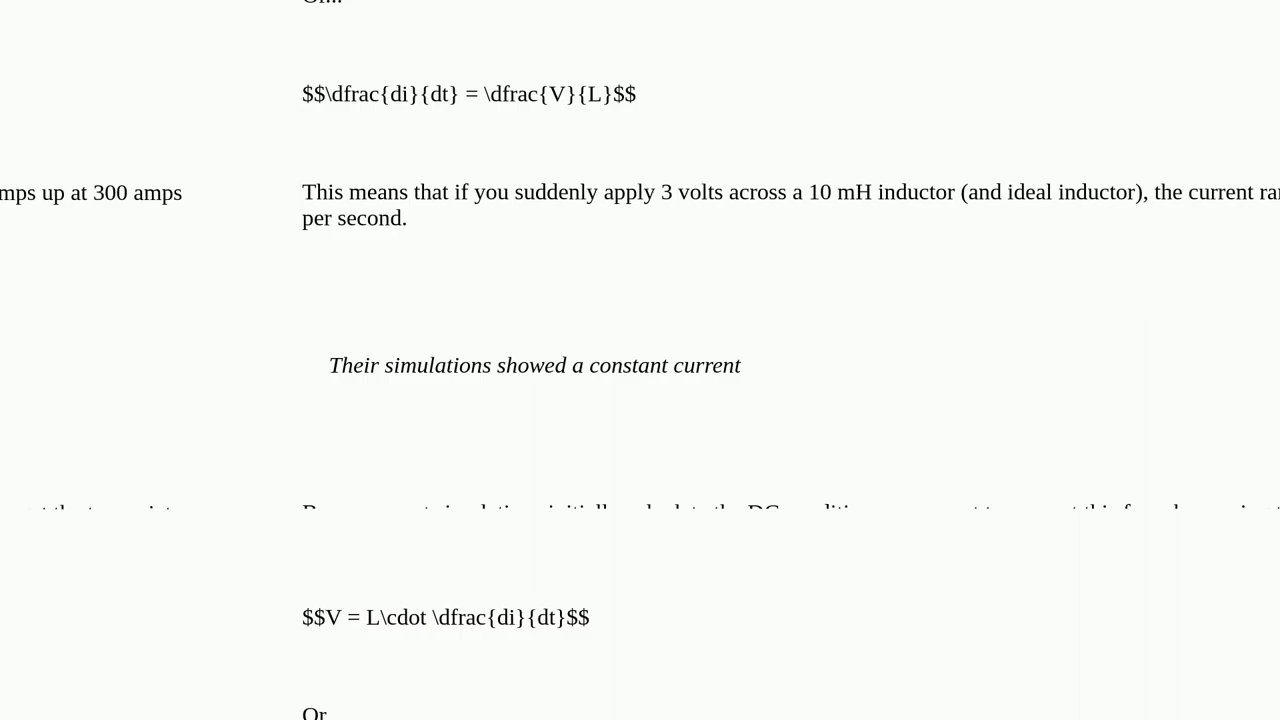 $$\dfrac{di}{dt} = \dfrac{V}{L}$$
mps up at 300 amps
This means that if you suddenly apply 3 volts across a 10 mH inductor (and ideal inductor), the current ra
per second.
Their simulations showed a constant current
$$V = L\cdot \dfrac{di}{dt}$$
Or